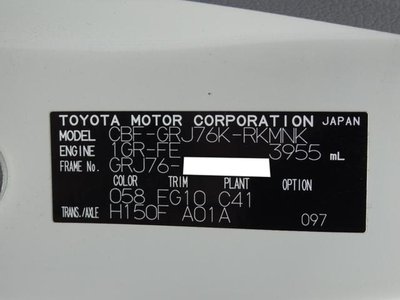 TOYOTA MOTOR CORPORATION JAPAN
MODEL CBF-GRJ76K-RKMNK
ENGINE 1GR-FE 3955 mL
FRAME No. GRJ76-
COLOR TRIM PLANT OPTION
058 FG10 C41
TRANS./AXLE H150F A01A 097